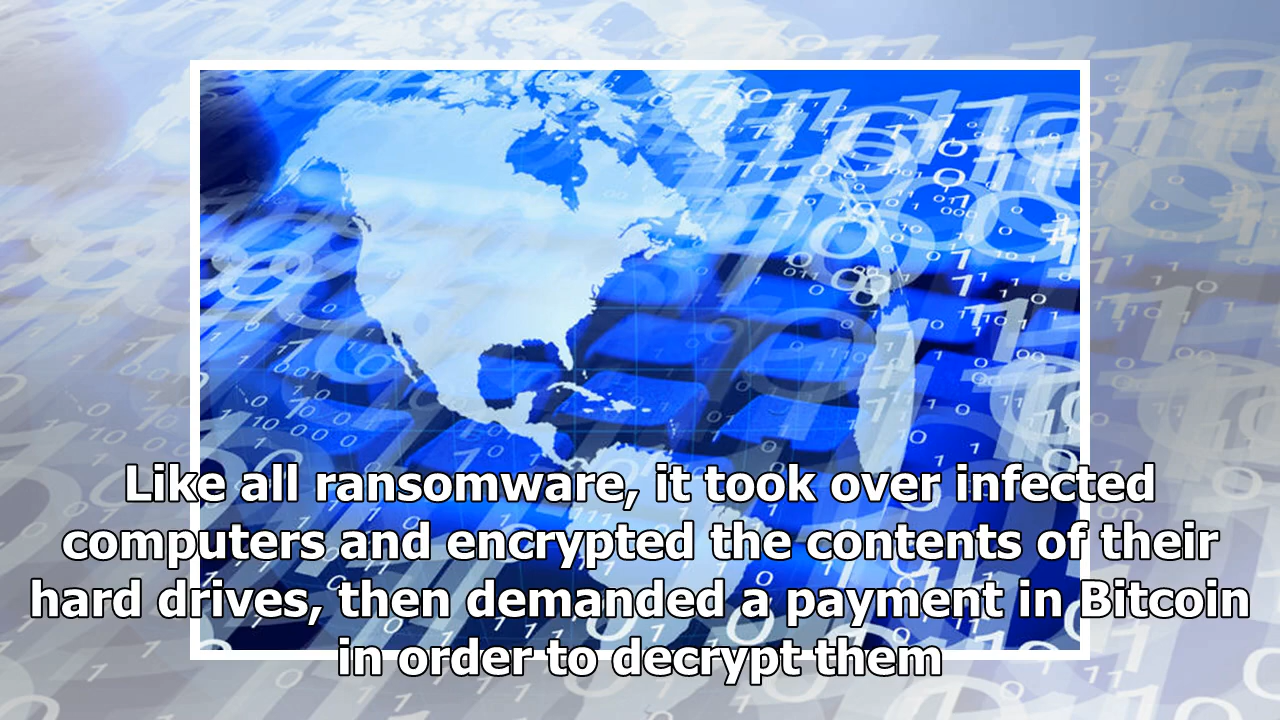 Like all ransomware, it took over infected
computers and encrypted the contents of their
hard drives, then demanded a payment in Bitcoin
in order to decrypt them